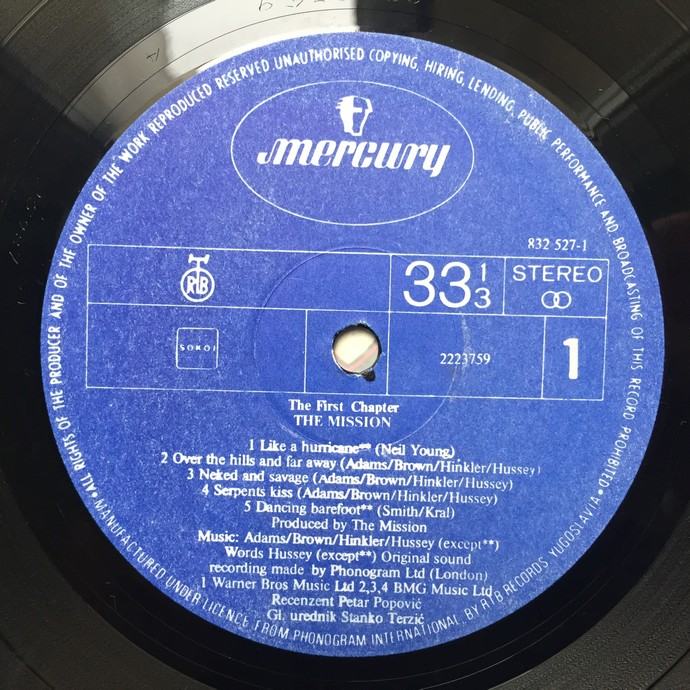 •ALL RIGHTS OF THE PRODUCER AND OF THE OWNER OF THE WORK REPRODUCED RESERVED. UNAUTHORISED COPYING, HIRING, LENDING, PUBLIC PERFORMANCE AND BROADCASTING OF THIS RECORD PROHIBITED•
mercury
832 527-1
RTB
33 1/3
STEREO
SOKOJ
2223759
1
The First Chapter
THE MISSION
1 Like a hurricane** (Neil Young)
2 Over the hills and far away (Adams/Brown/Hinkler/Hussey)
3 Neked and savage (Adams/Brown/Hinkler/Hussey)
4 Serpents kiss (Adams/Brown/Hinkler/Hussey)
5 Dancing barefoot** (Smith/Kral)
Produced by The Mission
Music: Adams/Brown/Hinkler/Hussey (except**)
Words Hussey (except**) Original sound
recording made by Phonogram Ltd (London)
1 Warner Bros Music Ltd 2,3,4 BMG Music Ltd
Recenzent Petar Popović
Gl. urednik Stanko Terzić
MANUFACTURED UNDER LICENCE FROM PHONOGRAM INTERNATIONAL BY RTB RECORDS YUGOSLAVIA•